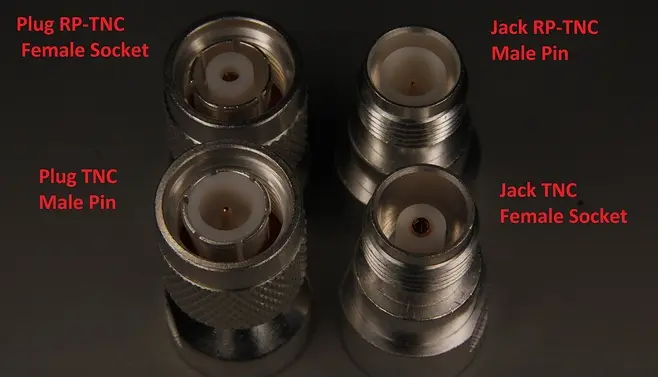 Plug RP-TNC
Female Socket
Jack RP-TNC
Male Pin
Plug TNC
Male Pin
Jack TNC
Female Socket